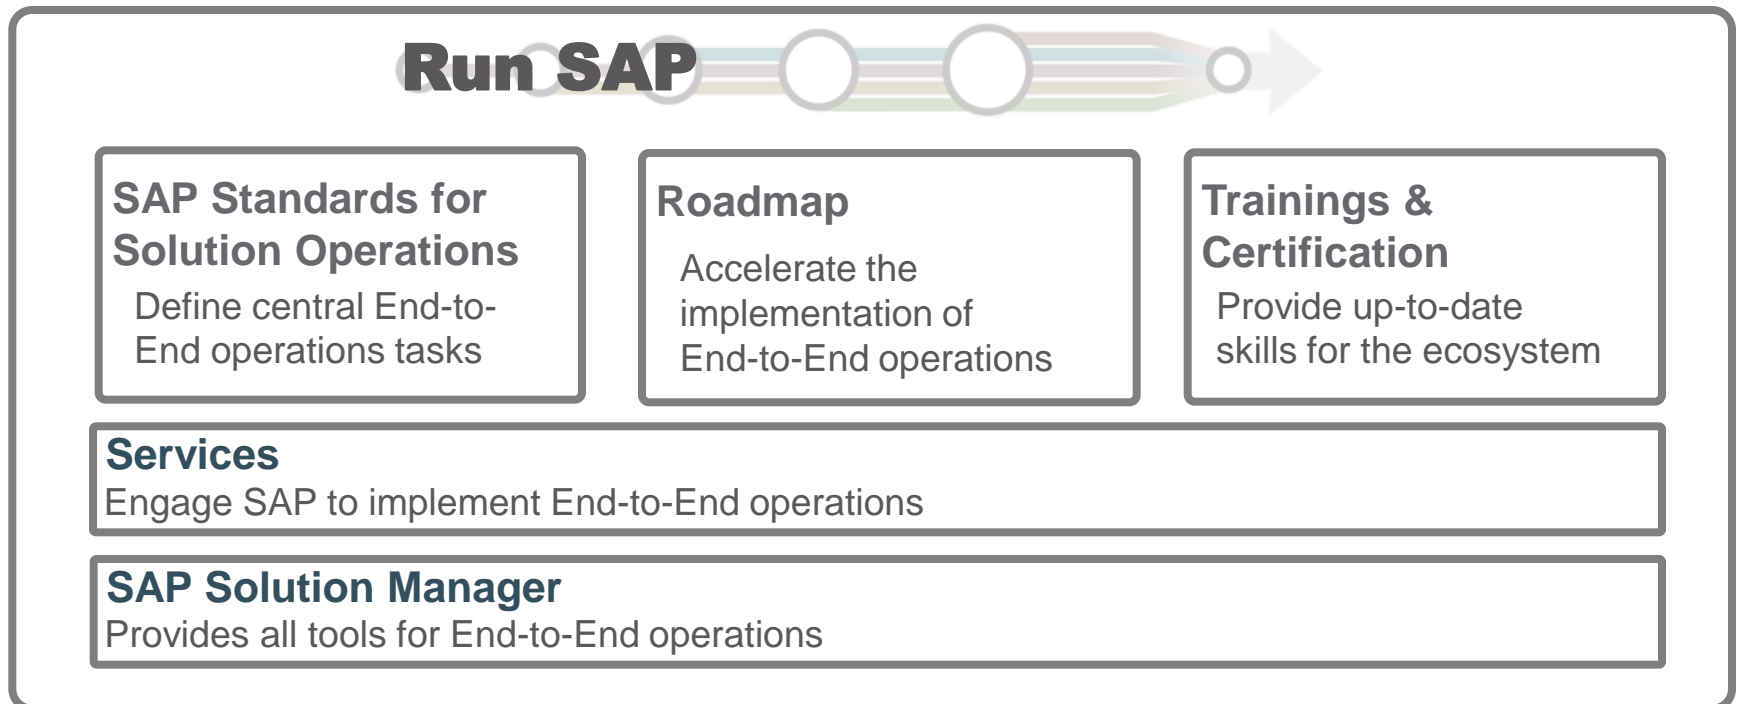 Run SAP
SAP Standards for
Solution Operations
Define central End-to-
End operations tasks
Roadmap
Accelerate the
implementation of
End-to-End operations
Trainings &
Certification
Provide up-to-date
skills for the ecosystem
Services
Engage SAP to implement End-to-End operations
SAP Solution Manager
Provides all tools for End-to-End operations